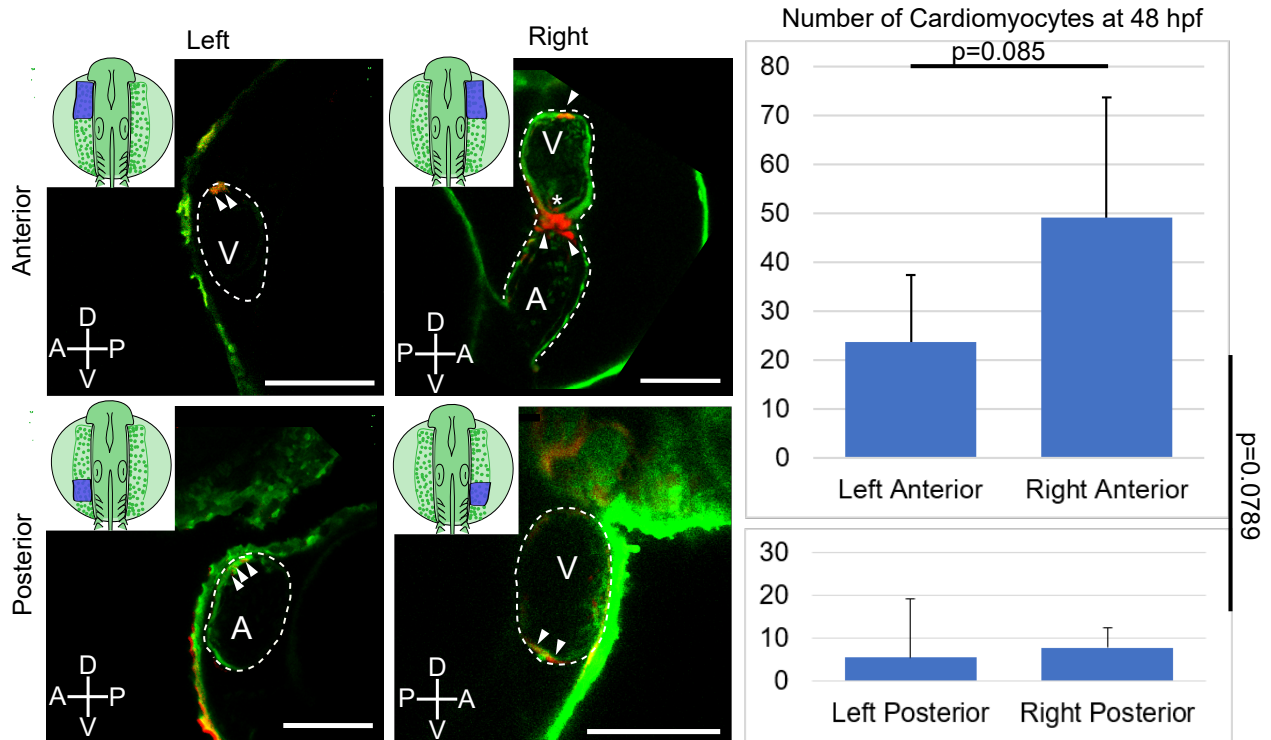 Left
Right
Number of Cardiomyocytes at 48 hpf
Anterior
Posterior
V
D
A P
V
V
*
A
D
P A
V
A
D
A P
V
V
D
P A
V
p=0.085
80
70
60
50
40
30
20
10
0
Left Anterior
Right Anterior
p=0.0789
30
20
10
0
Left Posterior
Right Posterior